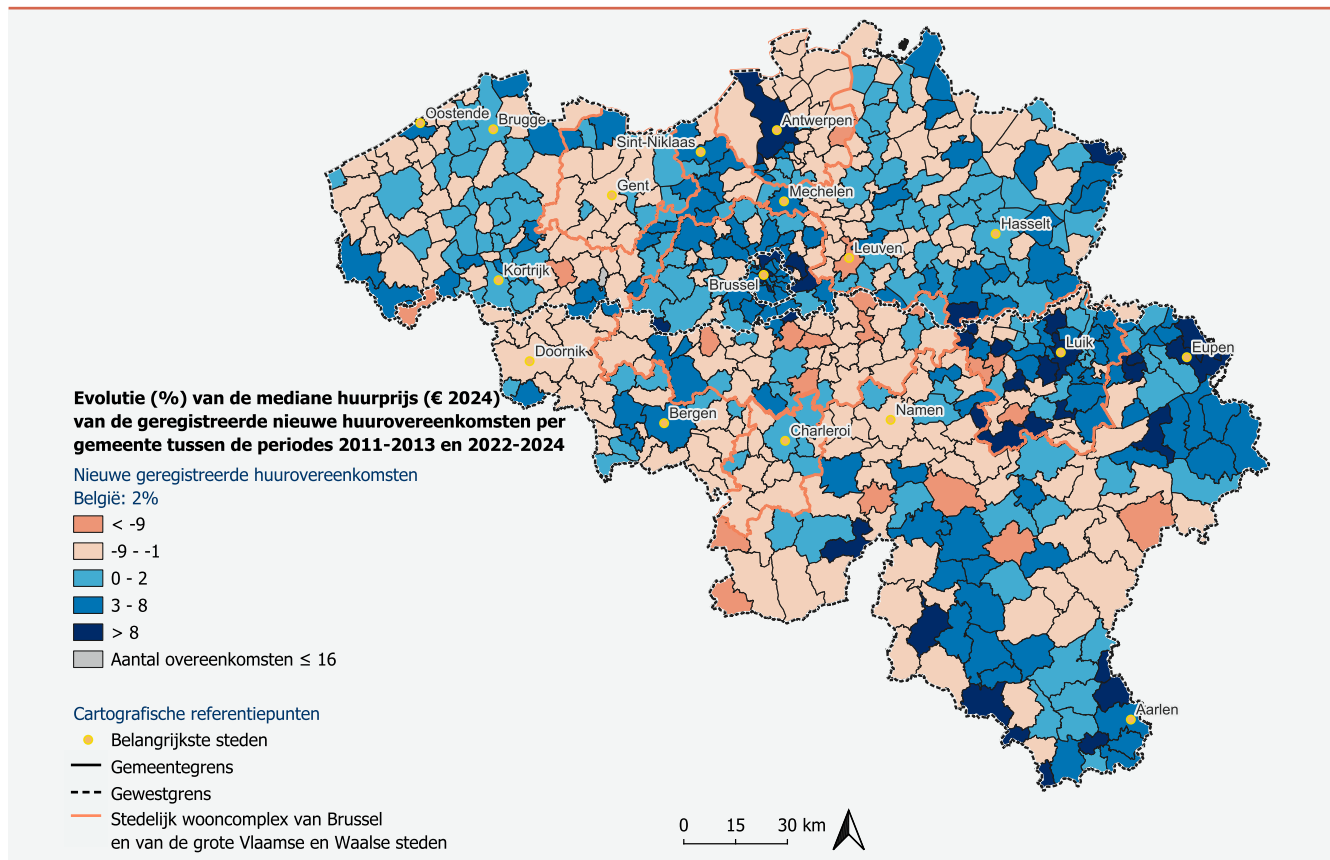 Oostende
Brugge
Sint-Niklaas
Antwerpen
Gent
Mechelen
Hasselt
Leuven
Kortrijk
Brussel
Doornik
Luik
Eupen
Bergen
Namen
Charleroi
Aarlen
Evolutie (%) van de mediane huurprijs (€ 2024)
van de geregistreerde nieuwe huurovereenkomsten per
gemeente tussen de periodes 2011-2013 en 2022-2024
Nieuwe geregistreerde huurovereenkomsten
België: 2%
< -9
-9 - -1
0 - 2
3 - 8
> 8
Aantal overeenkomsten ≤ 16
Cartografische referentiepunten
Belangrijkste steden
Gemeentegrens
Gewestgrens
Stedelijk wooncomplex van Brussel
en van de grote Vlaamse en Waalse steden
0 15 30 km